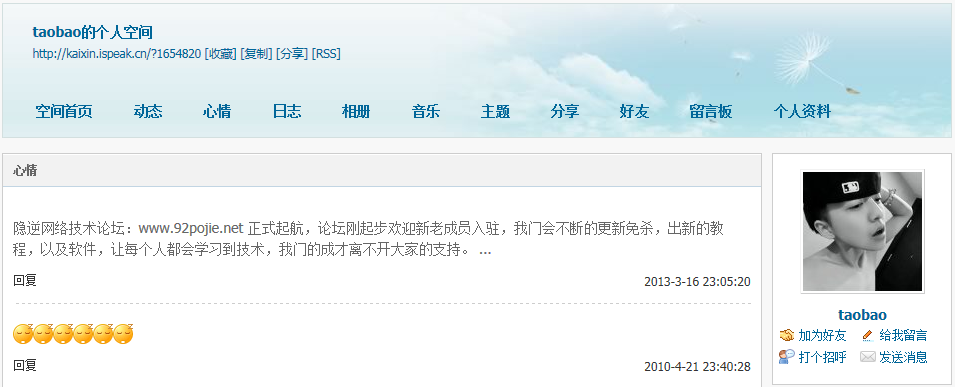 taobao的个人空间
http://kaixin.ispeak.cn/?1654820 [收藏] [复制] [分享] [RSS]
空间首页 动态 心情 日志 相册 音乐 主题 分享 好友 留言板 个人资料
心情
隐逆网络技术论坛：www.92pojie.net 正式起航，论坛刚起步欢迎新老成员入驻，我门会不断的更新免杀，出新的教
程，以及软件，让每个人都会学习到技术，我门的成才离不开大家的支持。 ...
回复 2013-3-16 23:05:20
回复 2010-4-21 23:40:28
taobao
加为好友 给我留言
打个招呼 发送消息